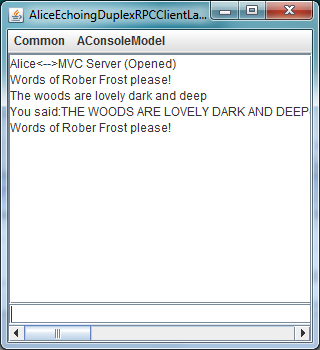 AliceEchoingDuplexRPCClientLa...
Common AConsoleModel
Alice<-->MVC Server (Opened)
Words of Rober Frost please!
The woods are lovely dark and deep
You said:THE WOODS ARE LOVELY DARK AND DEEP
Words of Rober Frost please!